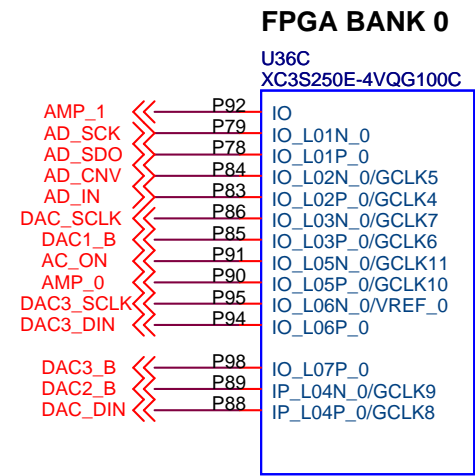 FPGA BANK 0
U36C
XC3S250E-4VQG100C
AMP_1 P92 IO
AD_SCK P79 IO_L01N_0
AD_SDO P78 IO_L01P_0
AD_CNV P84 IO_L02N_0/GCLK5
AD_IN P83 IO_L02P_0/GCLK4
DAC_SCLK P86 IO_L03N_0/GCLK7
DAC1_B P85 IO_L03P_0/GCLK6
AC_ON P91 IO_L05N_0/GCLK11
AMP_0 P90 IO_L05P_0/GCLK10
DAC3_SCLK P95 IO_L06N_0/VREF_0
DAC3_DIN P94 IO_L06P_0
DAC3_B P98 IO_L07P_0
DAC2_B P89 IP_L04N_0/GCLK9
DAC_DIN P88 IP_L04P_0/GCLK8